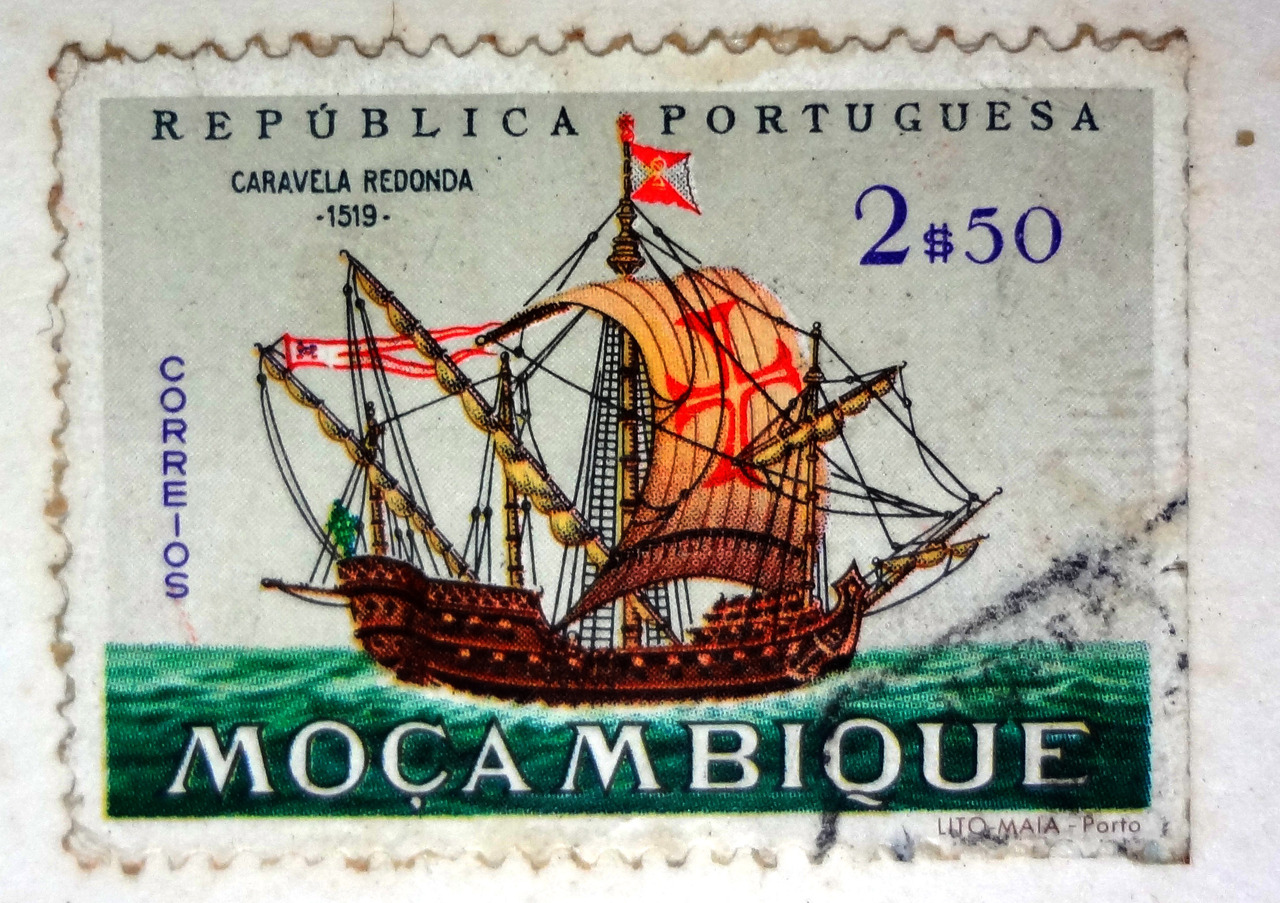 REPÚBLICA PORTUGUESA
CARAVELA REDONDA
-1519-
2$50
CORREIOS
MOÇAMBIQUE
LITO MAIA - Porto